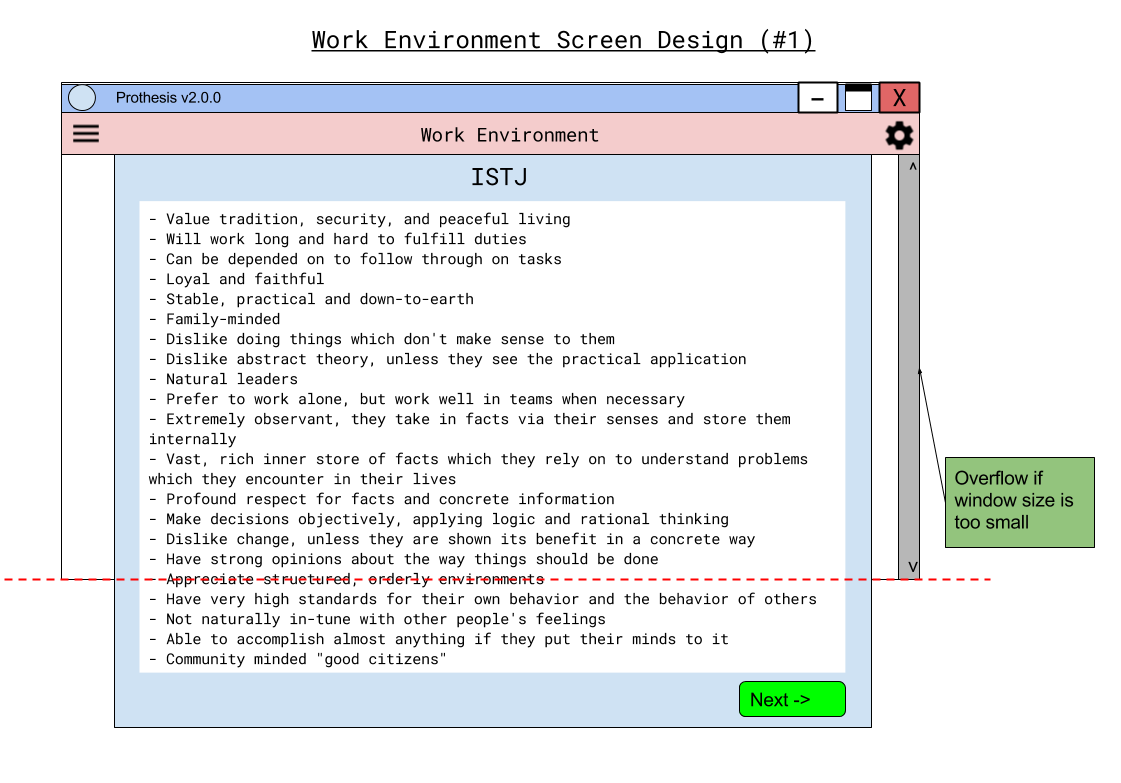 Work Environment Screen Design (#1)
Prothesis v2.0.0
– X
Work Environment
^
ISTJ
- Value tradition, security, and peaceful living
- Will work long and hard to fulfill duties
- Can be depended on to follow through on tasks
- Loyal and faithful
- Stable, practical and down-to-earth
- Family-minded
- Dislike doing things which don't make sense to them
- Dislike abstract theory, unless they see the practical application
- Natural leaders
- Prefer to work alone, but work well in teams when necessary
- Extremely observant, they take in facts via their senses and store them
internally
- Vast, rich inner store of facts which they rely on to understand problems
which they encounter in their lives
- Profound respect for facts and concrete information
- Make decisions objectively, applying logic and rational thinking
- Dislike change, unless they are shown its benefit in a concrete way
- Have strong opinions about the way things should be done
- Appreciate structured, orderly environments
- Have very high standards for their own behavior and the behavior of others
- Not naturally in-tune with other people's feelings
- Able to accomplish almost anything if they put their minds to it
- Community minded "good citizens"
Next ->
v
Overflow if
window size is
too small